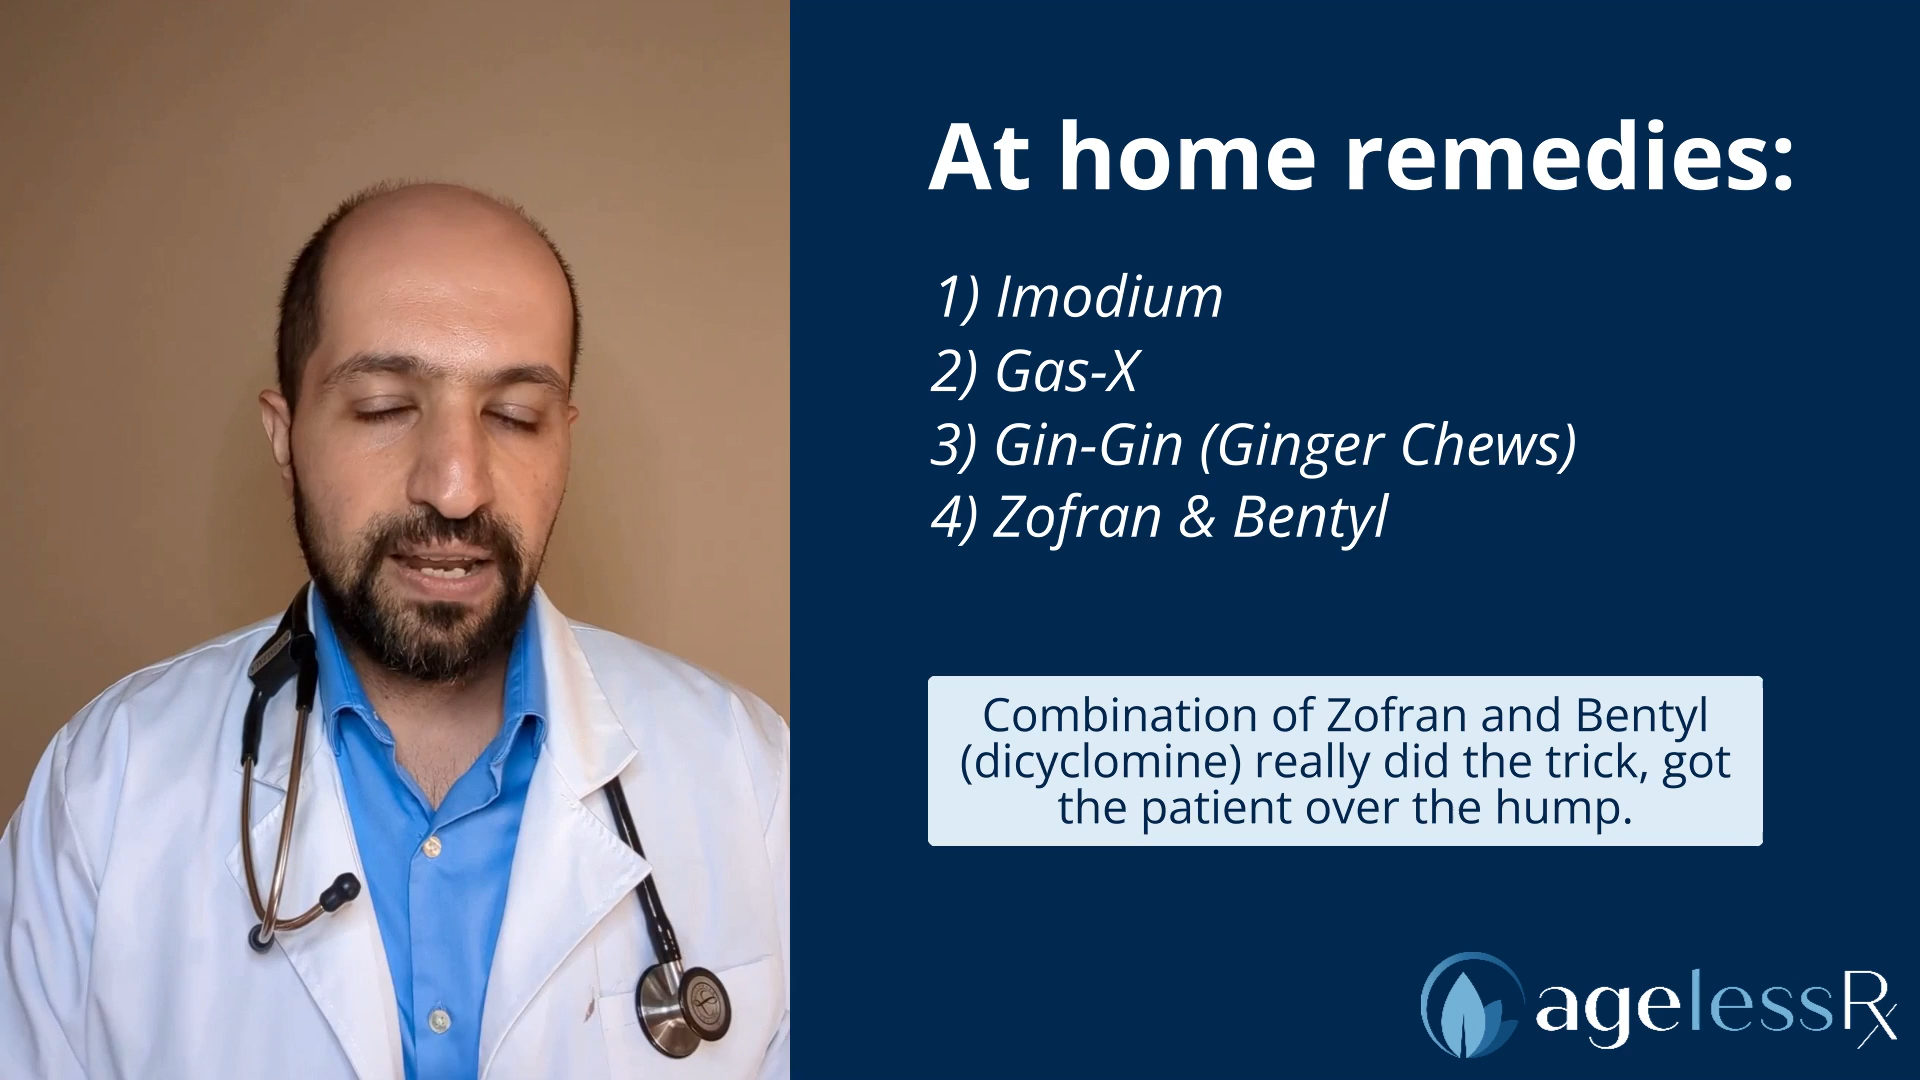 At home remedies:
1) Imodium
2) Gas-X
3) Gin-Gin (Ginger Chews)
4) Zofran & Bentyl
Combination of Zofran and Bentyl
(dicyclomine) really did the trick, got
the patient over the hump.
agelessRx